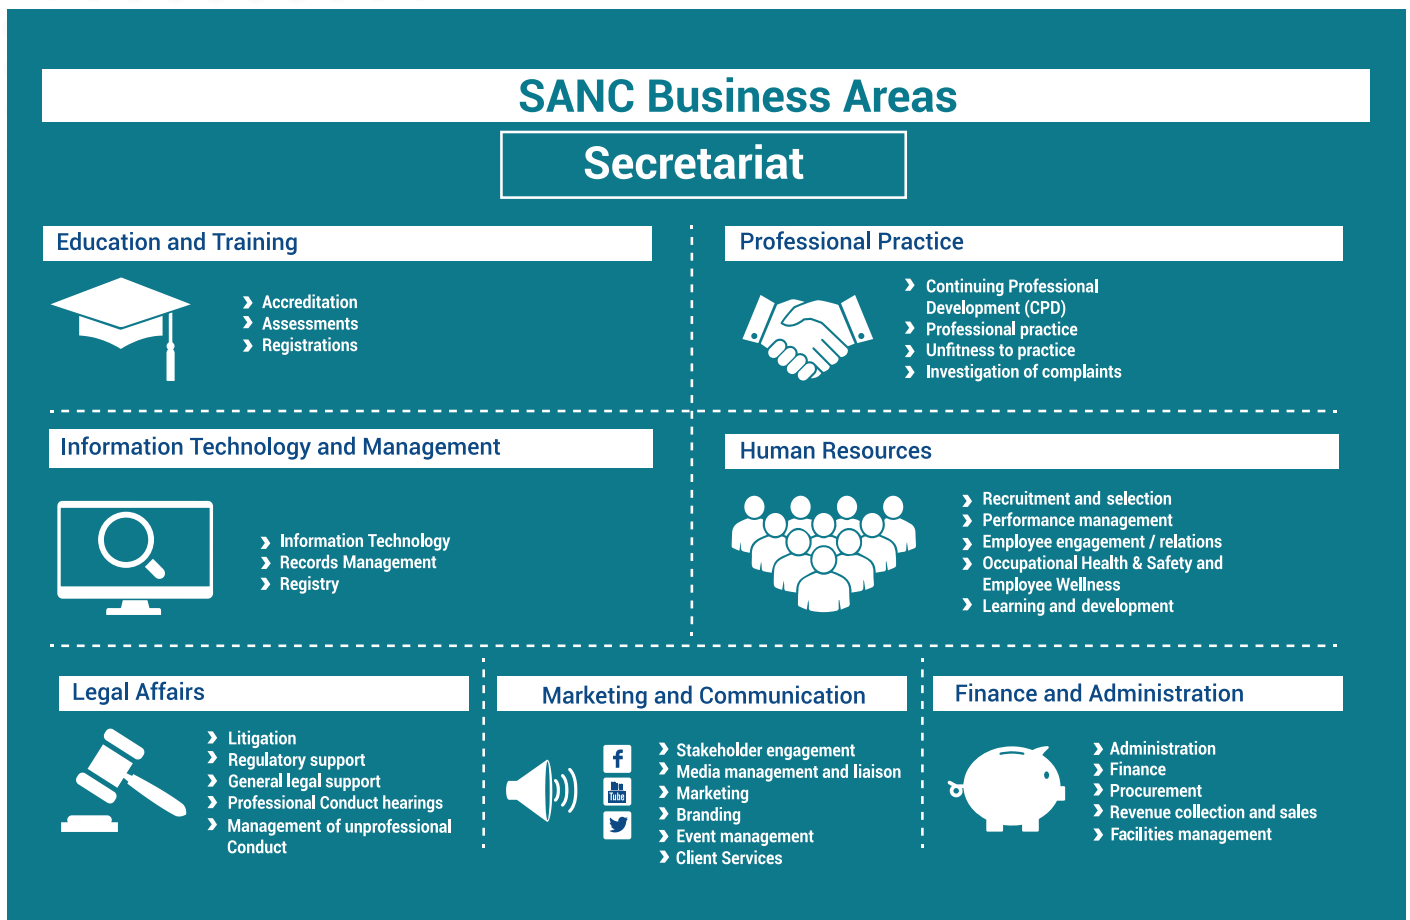 SANC Business Areas
Secretariat
Education and Training
Accreditation
Assessments
Registrations
Professional Practice
Continuing Professional
Development (CPD)
Professional practice
Unfitness to practice
Investigation of complaints
Information Technology and Management
Information Technology
Records Management
Registry
Human Resources
Recruitment and selection
Performance management
Employee engagement / relations
Occupational Health & Safety and
Employee Wellness
Learning and development
Legal Affairs
Litigation
Regulatory support
General legal support
Professional Conduct hearings
Management of unprofessional
Conduct
Marketing and Communication
f
You
Tube
Stakeholder engagement
Media management and liaison
Marketing
Branding
Event management
Client Services
Finance and Administration
Administration
Finance
Procurement
Revenue collection and sales
Facilities management